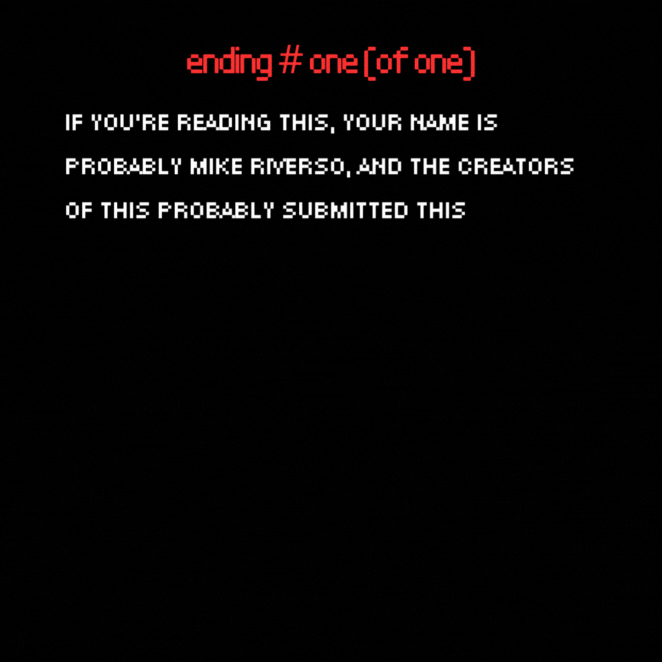 ending # one (of one)
IF YOU'RE READING THIS, YOUR NAME IS
PROBABLY MIKE RIVERSO, AND THE CREATORS
OF THIS PROBABLY SUBMITTED THIS